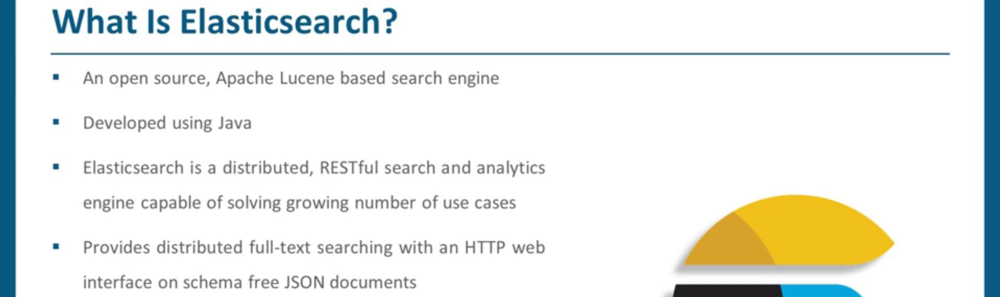 What Is Elasticsearch?
▪ An open source, Apache Lucene based search engine
▪ Developed using Java
▪ Elasticsearch is a distributed, RESTful search and analytics
engine capable of solving growing number of use cases
▪ Provides distributed full-text searching with an HTTP web
interface on schema free JSON documents